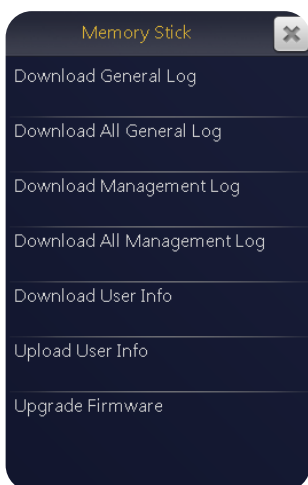 Memory Stick
Download General Log
Download All General Log
Download Management Log
Download All Management Log
Download User Info
Upload User Info
Upgrade Firmware